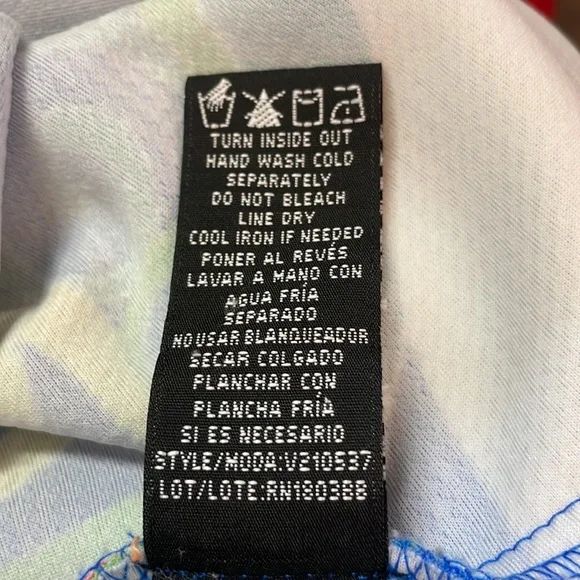 TURN INSIDE OUT
HAND WASH COLD
SEPARATELY
DO NOT BLEACH
LINE DRY
COOL IRON IF NEEDED
PONER AL REVÉS
LAVAR A MANO CON
AGUA FRÍA
SEPARADO
NO USAR BLANQUEADOR
SECAR COLGADO
PLANCHAR CON
PLANCHA FRÍA
SI ES NECESARIO
STYLE/MODA:V210537
LOT/LOTE:RN180388